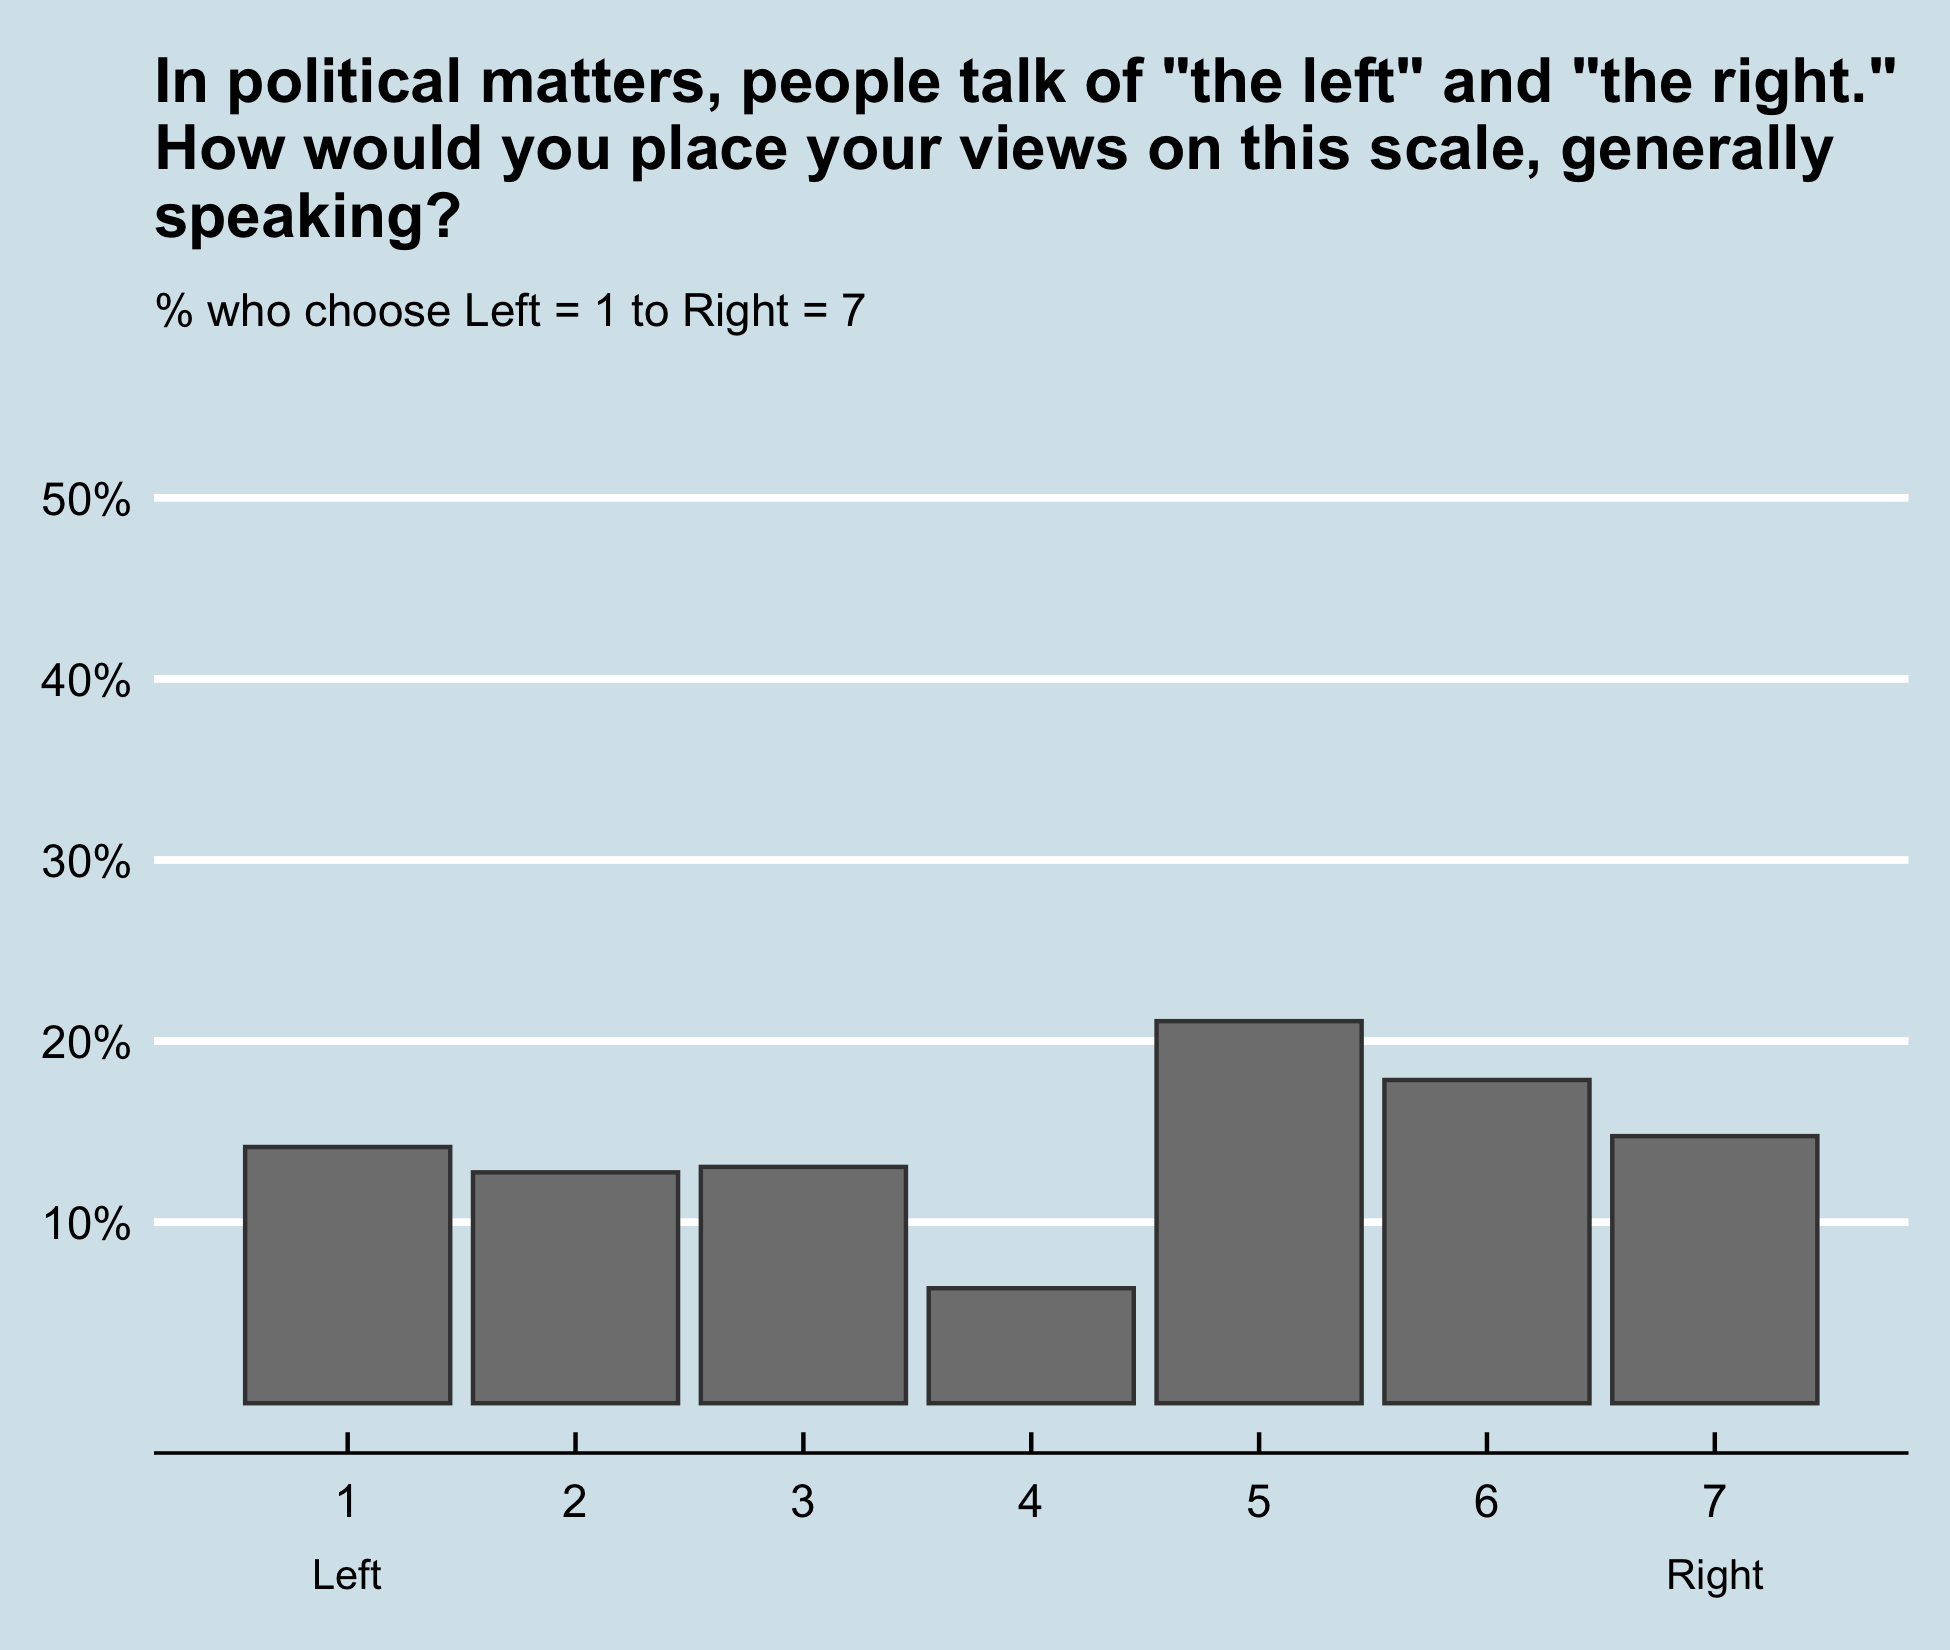 In political matters, people talk of "the left" and "the right."
How would you place your views on this scale, generally
speaking?
% who choose Left = 1 to Right = 7
50%
40%
30%
20%
10%
1 2 3 4 5 6 7
Left Right